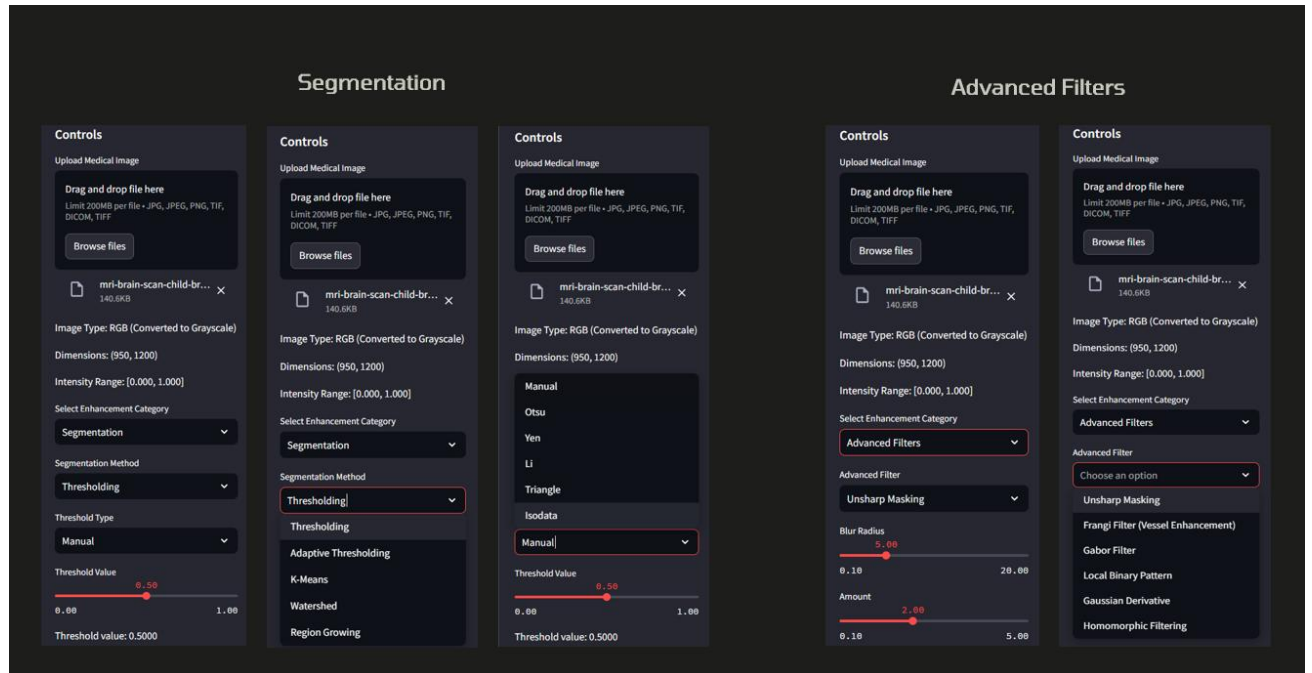 Segmentation
Controls
Upload Medical Image
Drag and drop file here
Limit 200MB per file • JPG, JPEG, PNG, TIF,
DICOM, TIFF
Browse files
mri-brain-scan-child-br...
140.6KB
Image Type: RGB (Converted to Grayscale)
Dimensions: (950, 1200)
Intensity Range: [0.000, 1.000]
Select Enhancement Category
Segmentation
Segmentation Method
Thresholding
Threshold Type
Manual
Threshold Value
0.50
0.00 1.00
Threshold value: 0.5000
Controls
Upload Medical Image
Drag and drop file here
Limit 200MB per file • JPG, JPEG, PNG, TIF,
DICOM, TIFF
Browse files
mri-brain-scan-child-br...
140.6KB
Image Type: RGB (Converted to Grayscale)
Dimensions: (950, 1200)
Intensity Range: [0.000, 1.000]
Select Enhancement Category
Segmentation
Segmentation Method
Thresholding
Thresholding
Adaptive Thresholding
K-Means
Watershed
Region Growing
Controls
Upload Medical Image
Drag and drop file here
Limit 200MB per file • JPG, JPEG, PNG, TIF,
DICOM, TIFF
Browse files
mri-brain-scan-child-br...
140.6KB
Image Type: RGB (Converted to Grayscale)
Dimensions: (950, 1200)
Manual
Otsu
Yen
Li
Triangle
Isodata
Manual
Threshold Value
0.50
0.00 1.00
Threshold value: 0.5000
Advanced Filters
Controls
Upload Medical Image
Drag and drop file here
Limit 200MB per file • JPG, JPEG, PNG, TIF,
DICOM, TIFF
Browse files
mri-brain-scan-child-br...
140.6KB
Image Type: RGB (Converted to Grayscale)
Dimensions: (950, 1200)
Intensity Range: [0.000, 1.000]
Select Enhancement Category
Advanced Filters
Advanced Filter
Unsharp Masking
Blur Radius
5.00
0.10 20.00
Amount
2.00
0.10 5.00
Controls
Upload Medical Image
Drag and drop file here
Limit 200MB per file • JPG, JPEG, PNG, TIF,
DICOM, TIFF
Browse files
mri-brain-scan-child-br...
140.6KB
Image Type: RGB (Converted to Grayscale)
Dimensions: (950, 1200)
Intensity Range: [0.000, 1.000]
Select Enhancement Category
Advanced Filters
Advanced Filter
Choose an option
Unsharp Masking
Frangi Filter (Vessel Enhancement)
Gabor Filter
Local Binary Pattern
Gaussian Derivative
Homomorphic Filtering